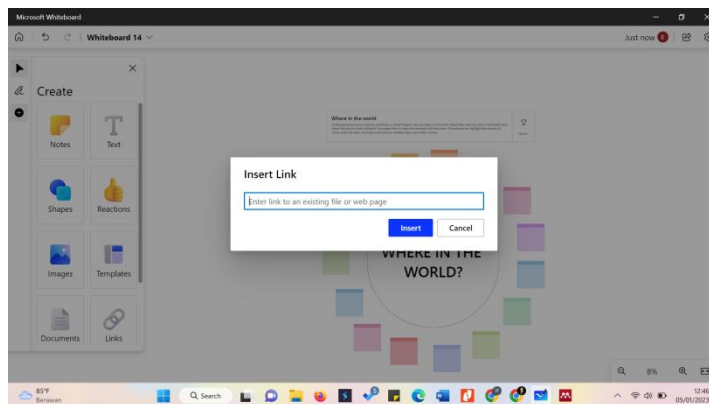 Microsoft Whiteboard
Whiteboard 14
Just now
Create
Notes
Text
Shapes
Reactions
Images
Templates
Documents
Links
Where in the world
Insert Link
Enter link to an existing file or web page
Insert
Cancel
WHERE IN THE
WORLD?
8%
85°F
Berawan
Search
12:46
05/01/2023